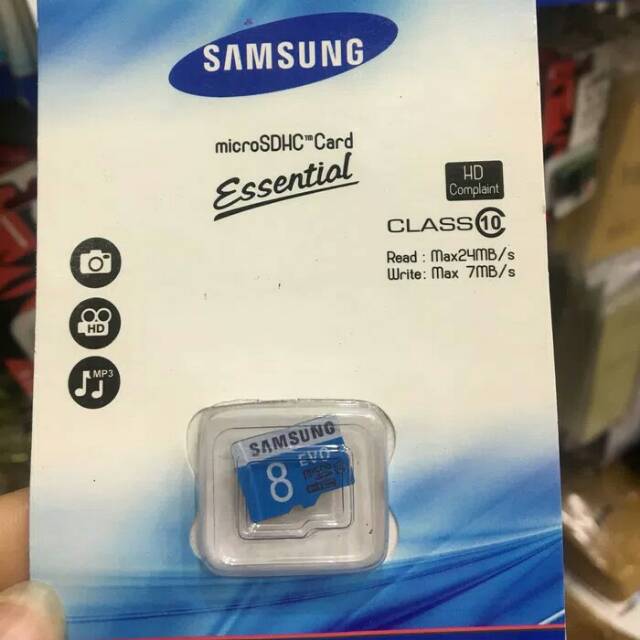 SAMSUNG
microSDHC™Card
Essential
HD
Complaint
CLASS 10
Read : Max24MB/s
Write: Max 7MB/s
HD
MP3
SAMSUNG
EVO
8